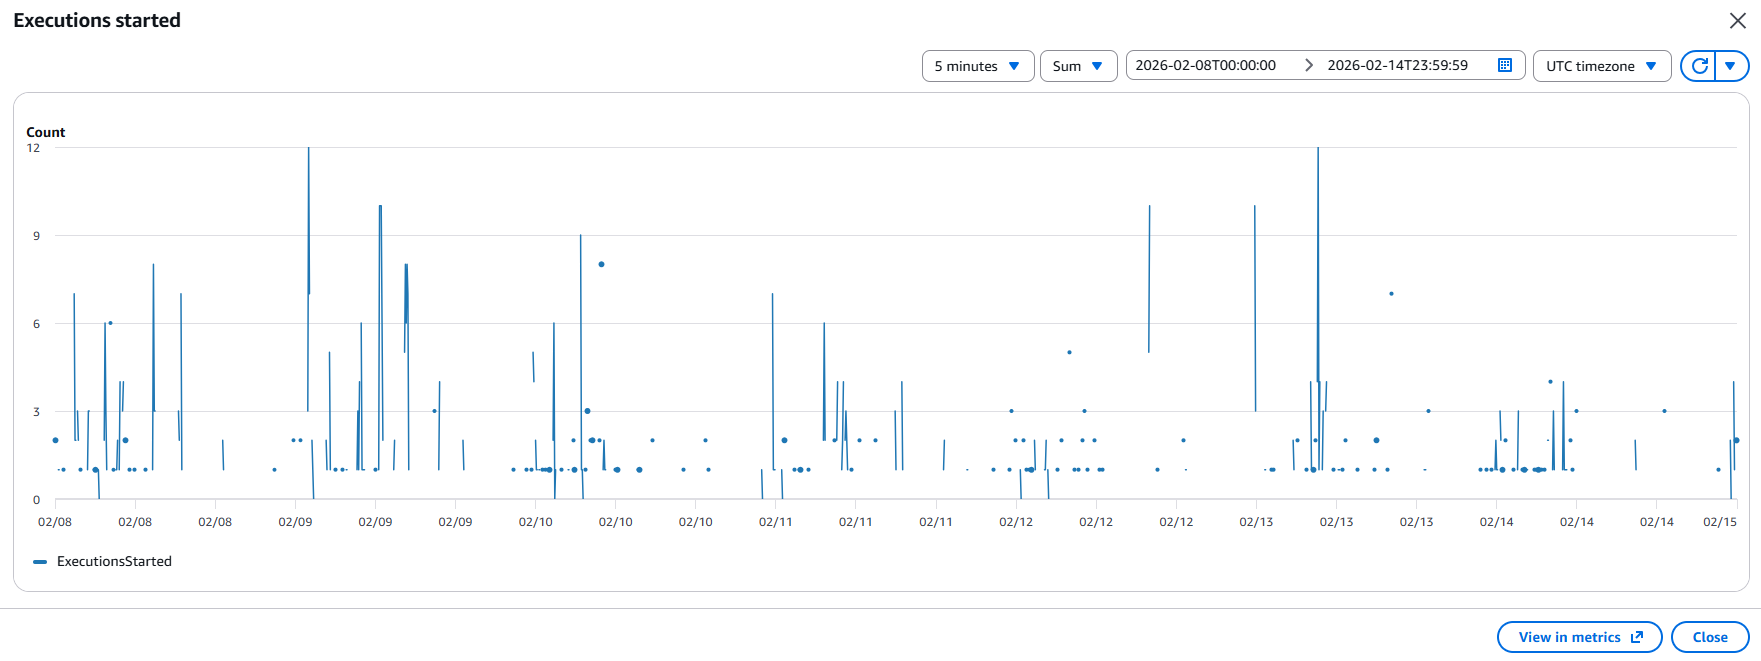 Executions started
5 minutes Sum 2026-02-08T00:00:00 2026-02-14T23:59:59 UTC timezone
Count
12
9
6
3
0
02/08 02/08 02/08 02/09 02/09 02/09 02/10 02/10 02/10 02/11 02/11 02/11 02/12 02/12 02/12 02/13 02/13 02/13 02/14 02/14 02/14 02/15
ExecutionsStarted
View in metrics Close